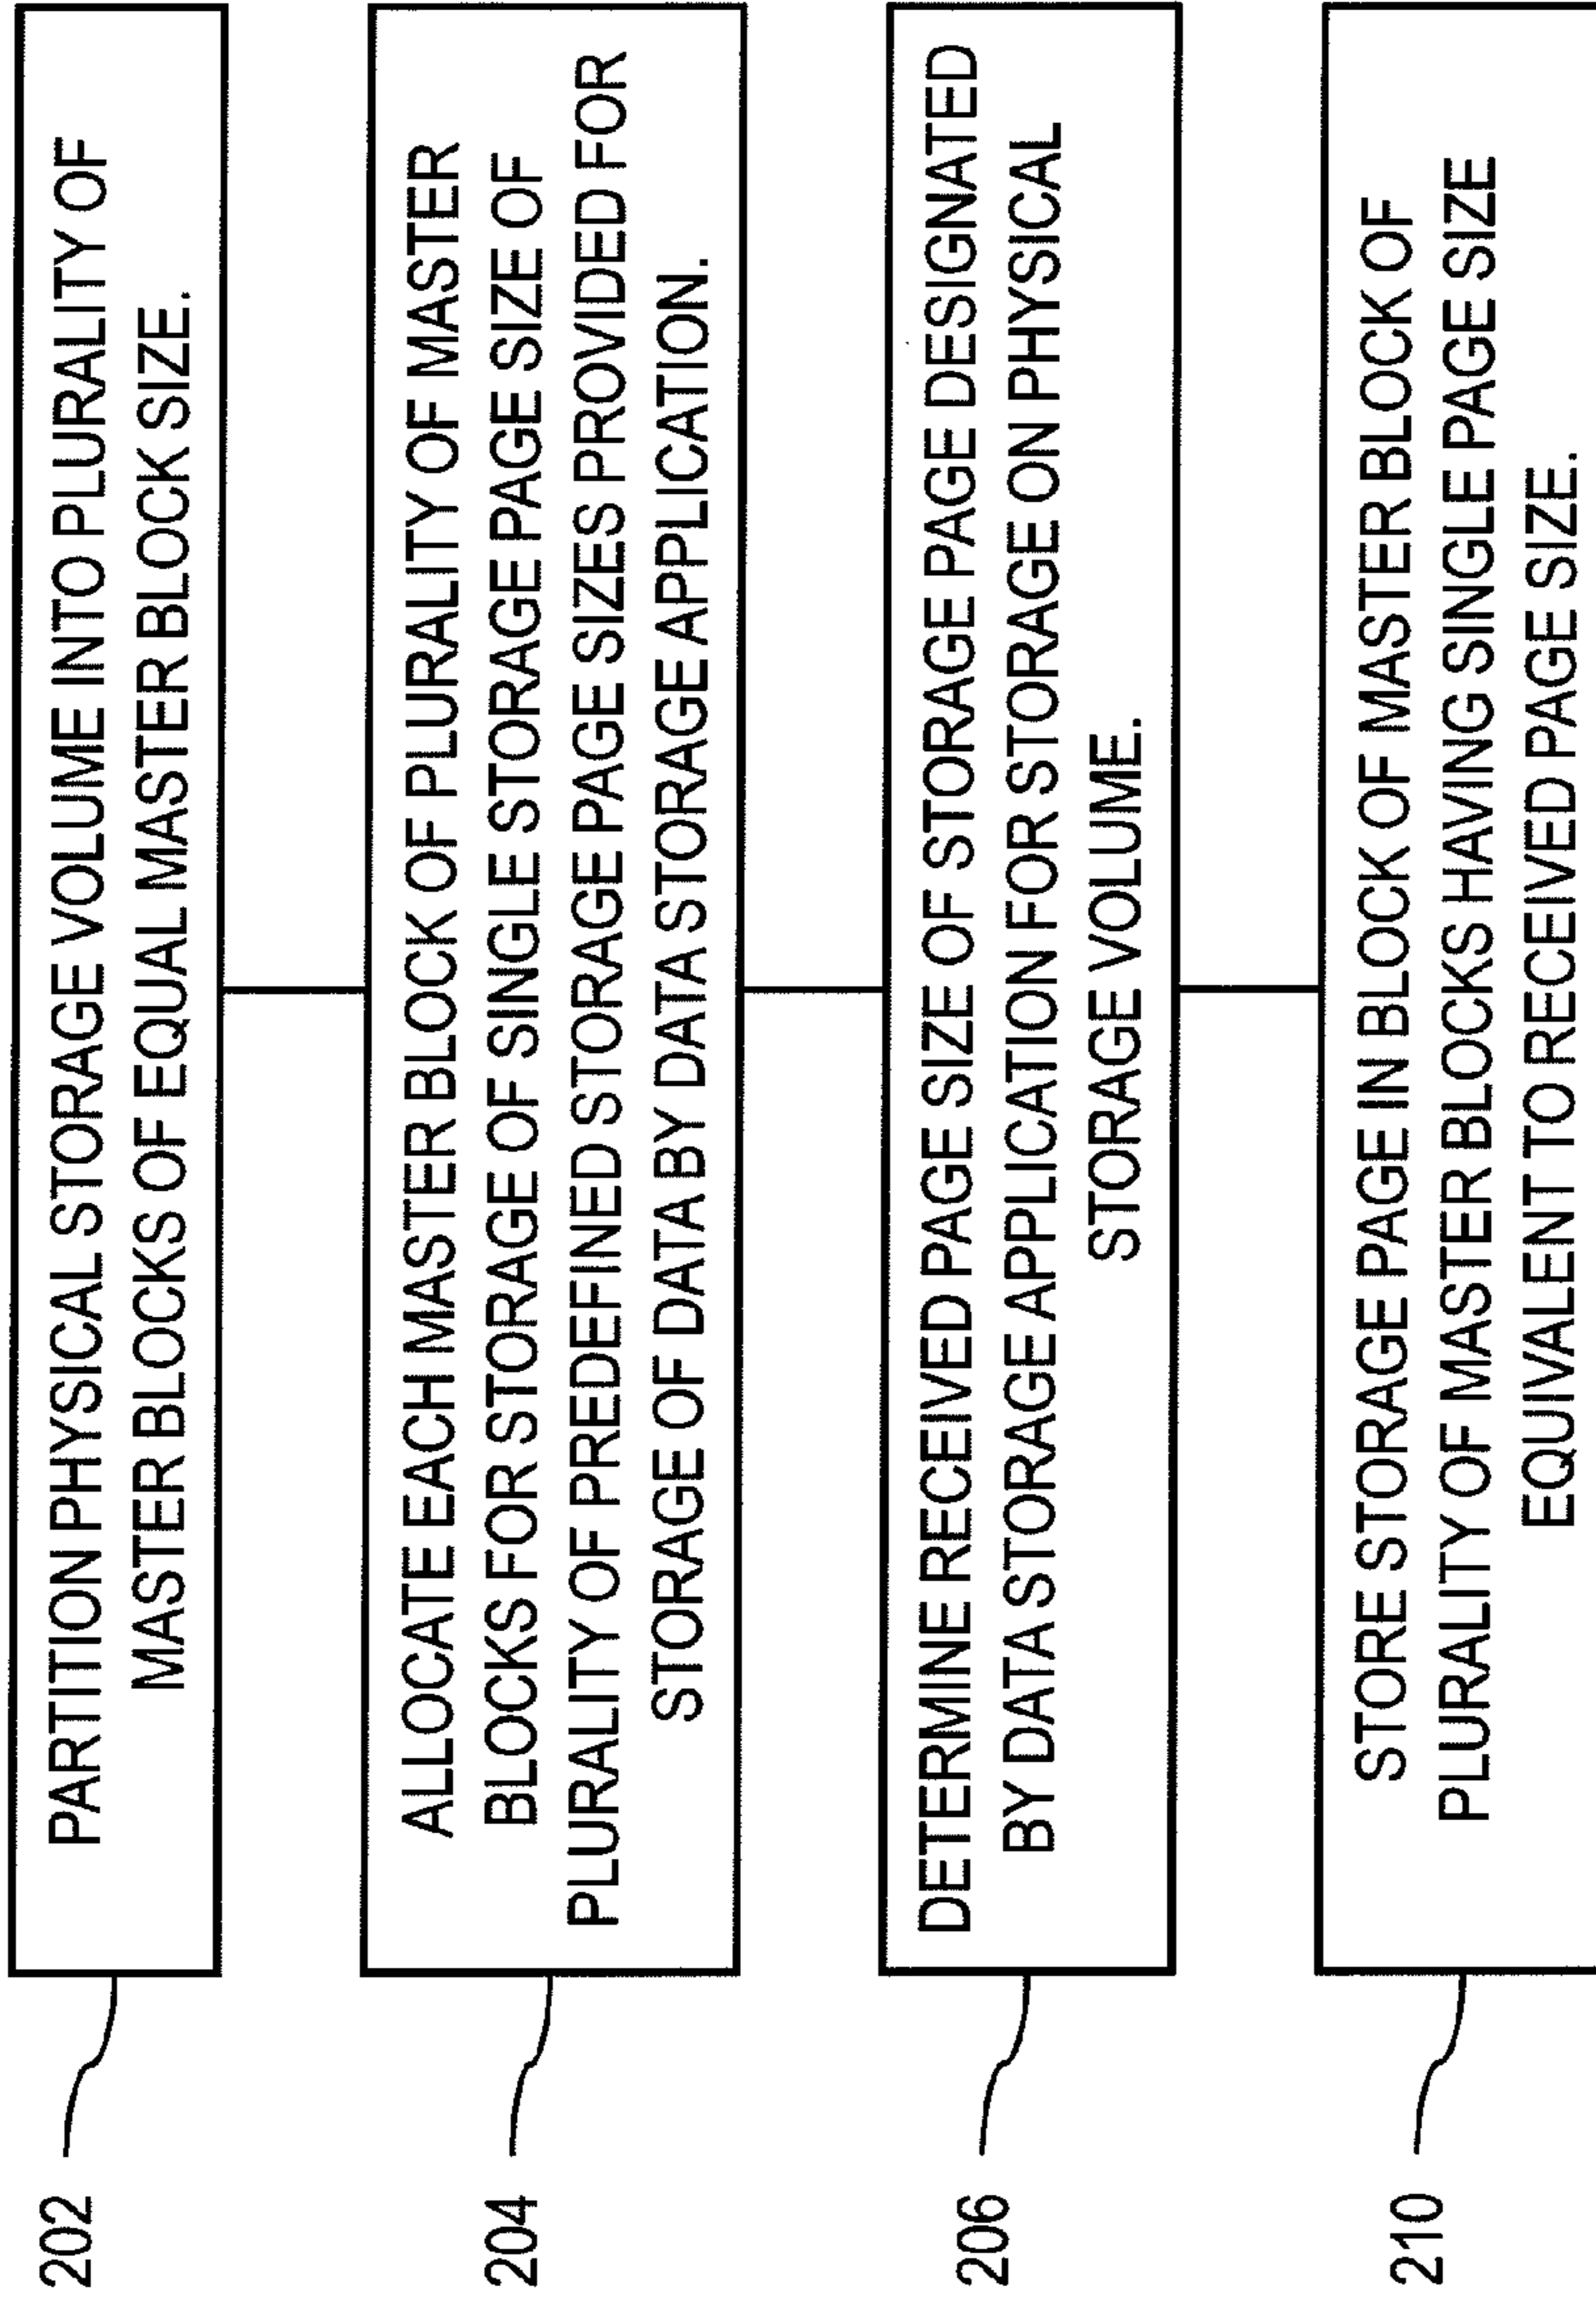 202
PARTITION PHYSICAL STORAGE VOLUME INTO PLURALITY OF
MASTER BLOCKS OF EQUAL MASTER BLOCK SIZE.
204
ALLOCATE EACH MASTER BLOCK OF PLURALITY OF MASTER
BLOCKS FOR STORAGE OF SINGLE STORAGE PAGE SIZE OF
PLURALITY OF PREDEFINED STORAGE PAGE SIZES PROVIDED FOR
STORAGE OF DATA BY DATA STORAGE APPLICATION.
206
DETERMINE RECEIVED PAGE SIZE OF STORAGE PAGE DESIGNATED
BY DATA STORAGE APPLICATION FOR STORAGE ON PHYSICAL
STORAGE VOLUME.
210
STORE STORAGE PAGE IN BLOCK OF MASTER BLOCK OF
PLURALITY OF MASTER BLOCKS HAVING SINGLE PAGE SIZE
EQUIVALENT TO RECEIVED PAGE SIZE.